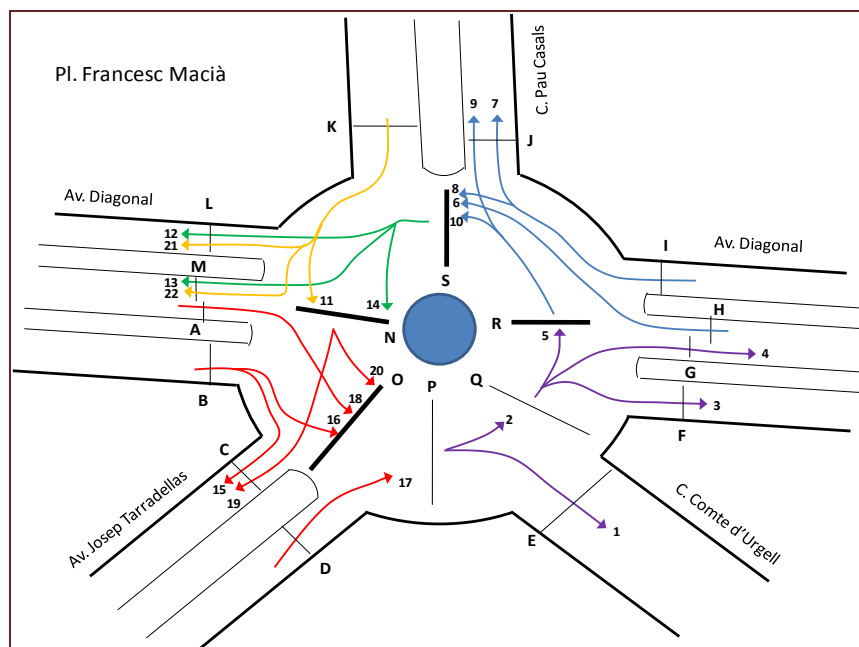 Pl. Francesc Macià
C. Pau Casals
9 7
K
J
Av. Diagonal
L
8
6
10
12
21
I
Av. Diagonal
M
13
22
S
H
11
14
A
N
R
5
4
G
O
P
Q
20
18
16
B
2
3
F
C
15
19
17
Av. Josep Tarradellas
D
E
1
C. Comte d’Urgell